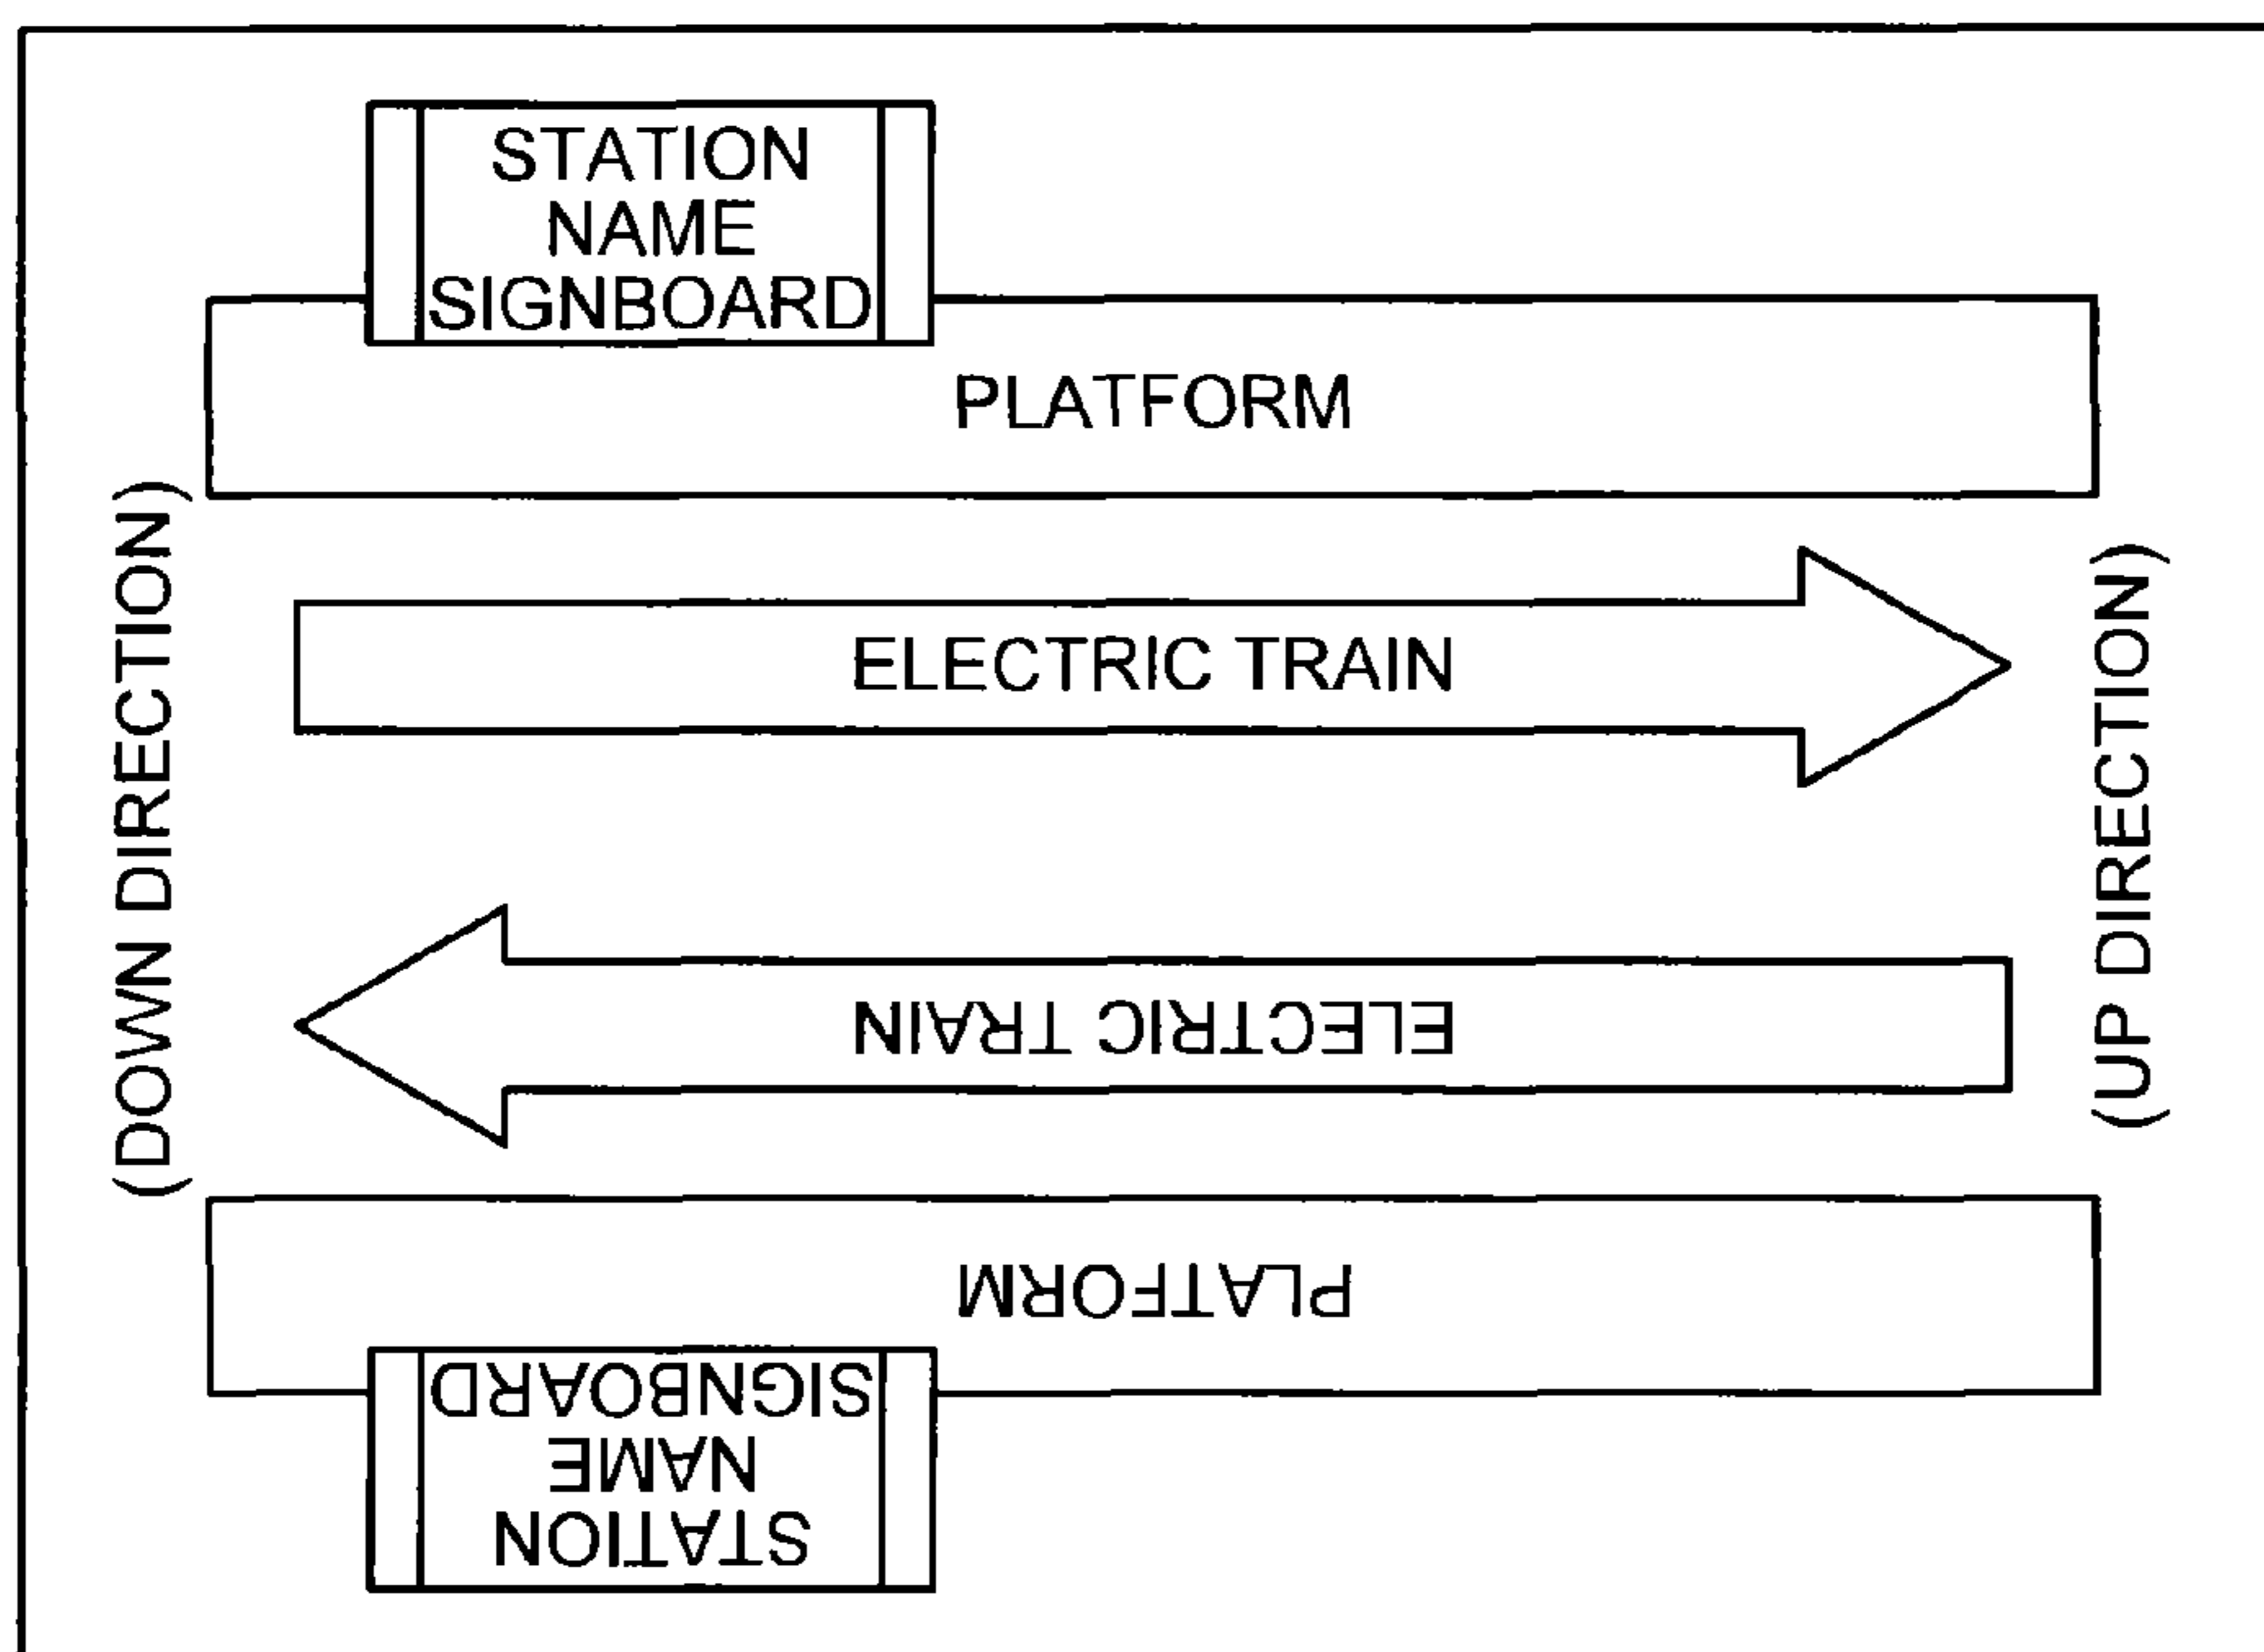 STATION
NAME
SIGNBOARD
PLATFORM
(DOWN DIRECTION)
ELECTRIC TRAIN
(UP DIRECTION)
ELECTRIC TRAIN
PLATFORM
STATION
NAME
SIGNBOARD